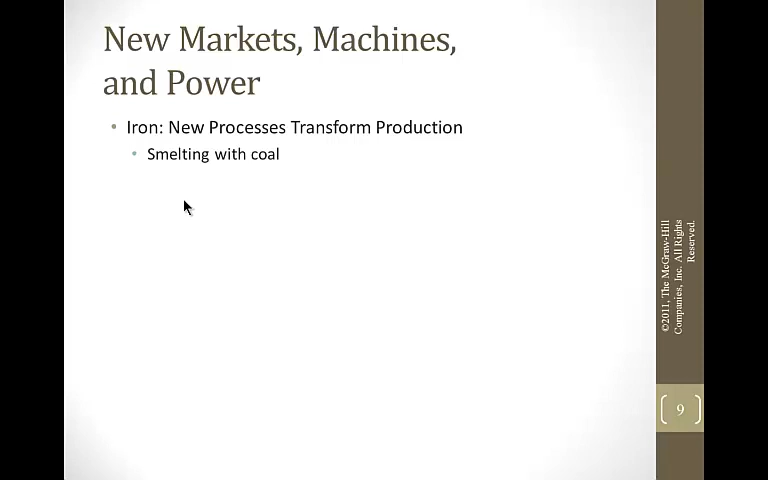 New Markets, Machines,
and Power
• Iron: New Processes Transform Production
• Smelting with coal
©2011, The McGraw-Hill
Companies, Inc. All Rights
Reserved.
9